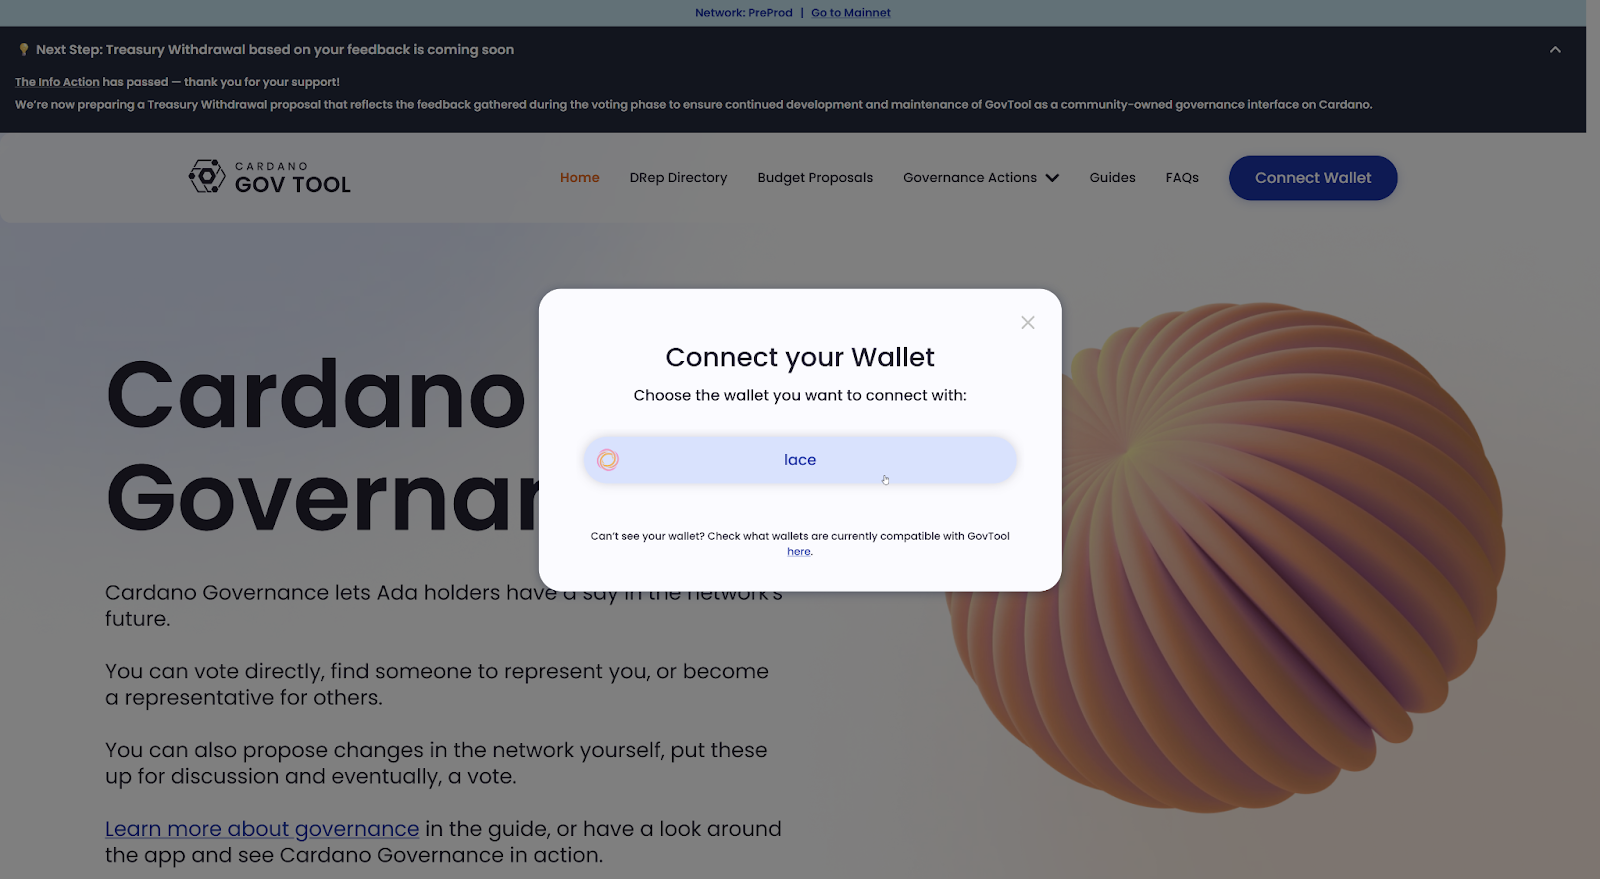 Network: PreProd | Go to Mainnet
Next Step: Treasury Withdrawal based on your feedback is coming soon
The Info Action has passed — thank you for your support!
We're now preparing a Treasury Withdrawal proposal that reflects the feedback gathered during the voting phase to ensure continued development and maintenance of GovTool as a community-owned governance interface on Cardano.
CARDANO
GOV TOOL
Home DRep Directory Budget Proposals Governance Actions Guides FAQs Connect Wallet
Connect your Wallet
Choose the wallet you want to connect with:
lace
Can't see your wallet? Check what wallets are currently compatible with GovTool
here.
Cardano
Governan
Cardano Governance lets Ada holders have a say in the network's
future.
You can vote directly, find someone to represent you, or become
a representative for others.
You can also propose changes in the network yourself, put these
up for discussion and eventually, a vote.
Learn more about governance in the guide, or have a look around
the app and see Cardano Governance in action.